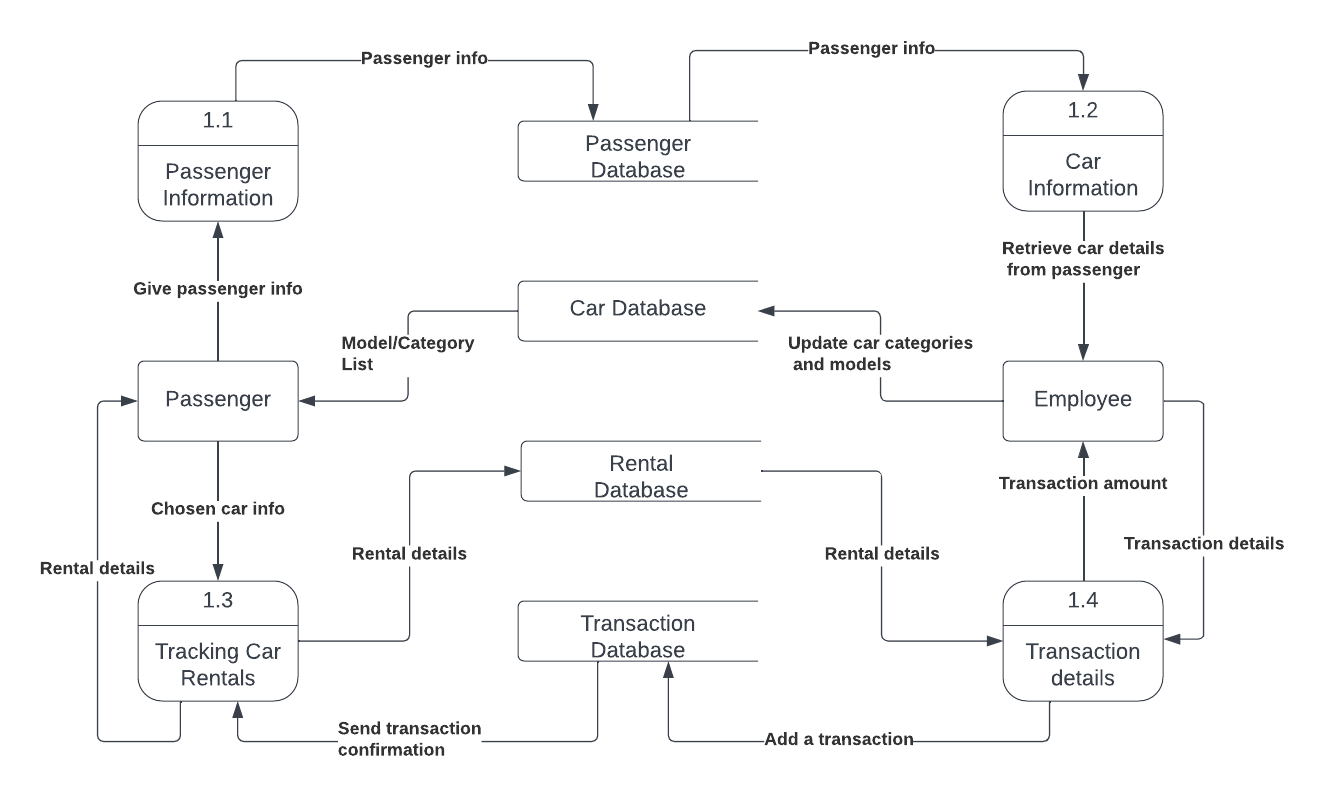 Passenger info
Passenger info
1.1
Passenger
Information
Passenger
Database
1.2
Car
Information
Give passenger info
Retrieve car details
from passenger
Car Database
Model/Category
List
Update car categories
and models
Passenger
Employee
Rental
Database
Chosen car info
Transaction amount
Rental details
Rental details
Rental details
Transaction details
1.3
Tracking Car
Rentals
Transaction
Database
1.4
Transaction
details
Send transaction
confirmation
Add a transaction